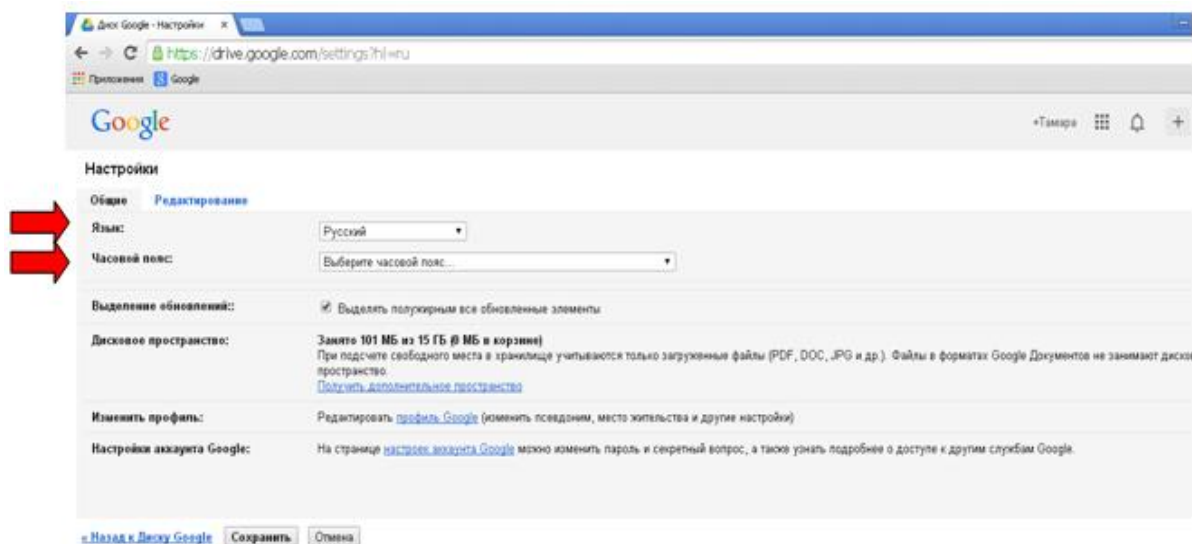 Диск Google - Настройки
https://drive.google.com/settings?hl=ru
Приложения Google
Google
+Тамара
Настройки
Общие Редактирование
Язык: Русский
Часовой пояс: Выберите часовой пояс...
Выделение обновлений:: Выделять полужирным все обновленные элементы
Дисковое пространство: Занято 101 МБ из 15 ГБ (0 МБ в корзине)
При подсчете свободного места в хранилище учитываются только загруженные файлы (PDF, DOC, JPG и др.). Файлы в форматах Google Документов не занимают диско
пространство.
Получить дополнительное пространство
Изменить профиль: Редактировать профиль Google (изменить псевдоним, место жительства и другие настройки)
Настройки аккаунта Google: На странице настроек аккаунта Google можно изменить пароль и секретный вопрос, а также узнать подробнее о доступе к другим службам Google.
« Назад к Диску Google Сохранить Отмена